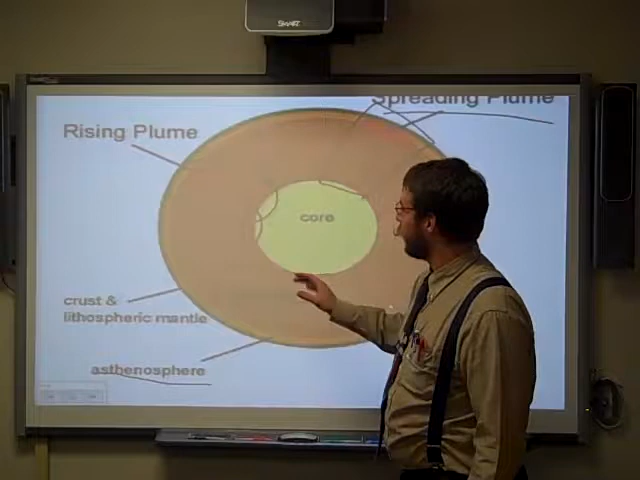 SMART
Spreading Plume
Rising Plume
core
crust &
lithospheric mantle
asthenosphere